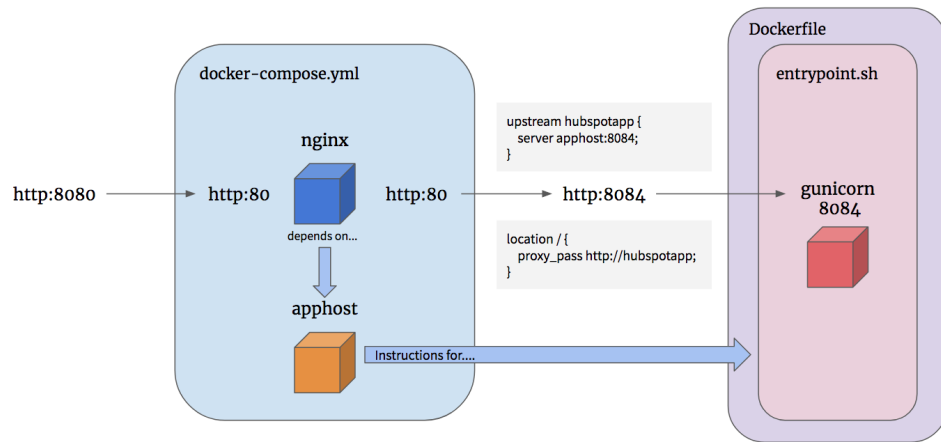 Dockerfile
docker-compose.yml
entrypoint.sh
upstream hubspotapp {
server apphost:8084;
}
nginx
http:8080
http:80
http:80
http:8084
gunicorn
8084
depends on...
location / {
proxy_pass http://hubspotapp;
}
apphost
Instructions for....